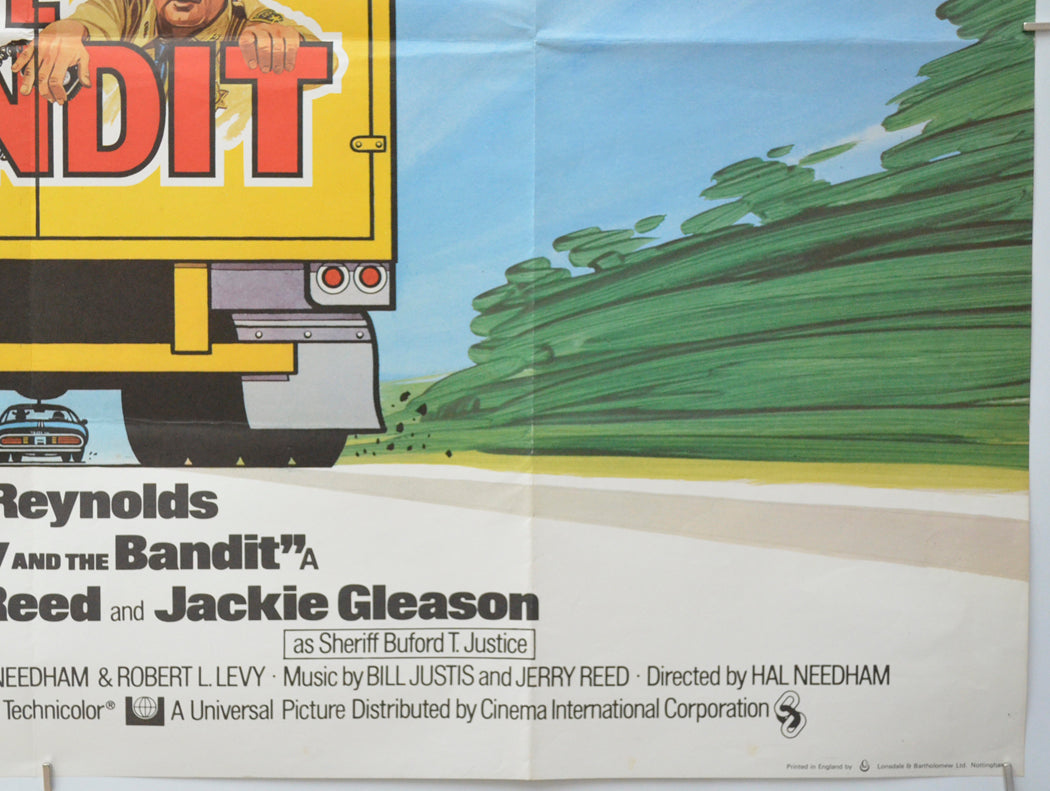 NDIT
Reynolds
AND THE Bandit” A
Reed and Jackie Gleason
as Sheriff Buford T. Justice
NEEDHAM & ROBERT L. LEVY · Music by BILL JUSTIS and JERRY REED · Directed by HAL NEEDHAM
Technicolor® A Universal Picture Distributed by Cinema International Corporation
Printed in England by Lonsdale & Bartholomew Ltd. Nottingham